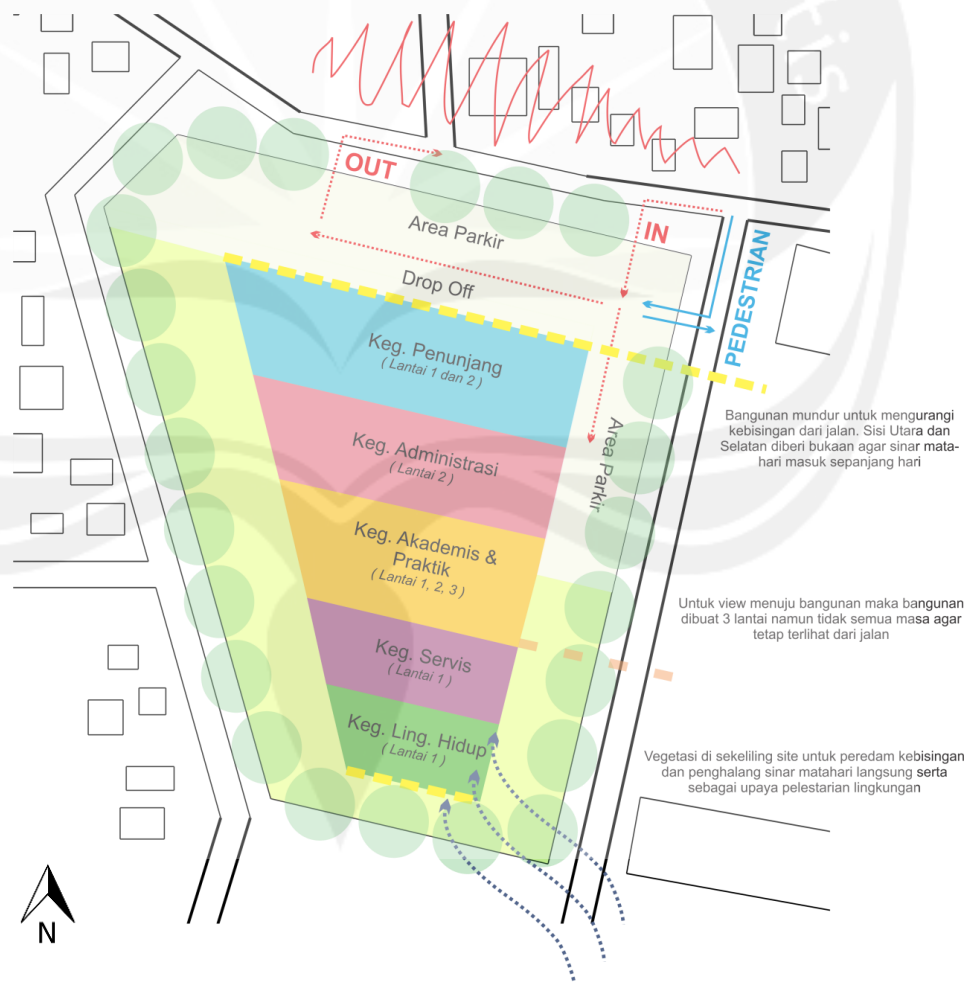 OUT
IN
PEDESTRIAN
Area Parkir
Drop Off
Keg. Penunjang
( Lantai 1 dan 2 )
Keg. Administrasi
( Lantai 2 )
Area Parkir
Keg. Akademis &
Praktik
( Lantai 1, 2, 3 )
Keg. Servis
( Lantai 1 )
Keg. Ling. Hidup
( Lantai 1 )
Bangunan mundur untuk mengurangi
kebisingan dari jalan. Sisi Utara dan
Selatan diberi bukaan agar sinar mata-
hari masuk sepanjang hari
Untuk view menuju bangunan maka bangunan
dibuat 3 lantai namun tidak semua masa agar
tetap terlihat dari jalan
Vegetasi di sekeliling site untuk peredam kebisingan
dan penghalang sinar matahari langsung serta
sebagai upaya pelestarian lingkungan
N